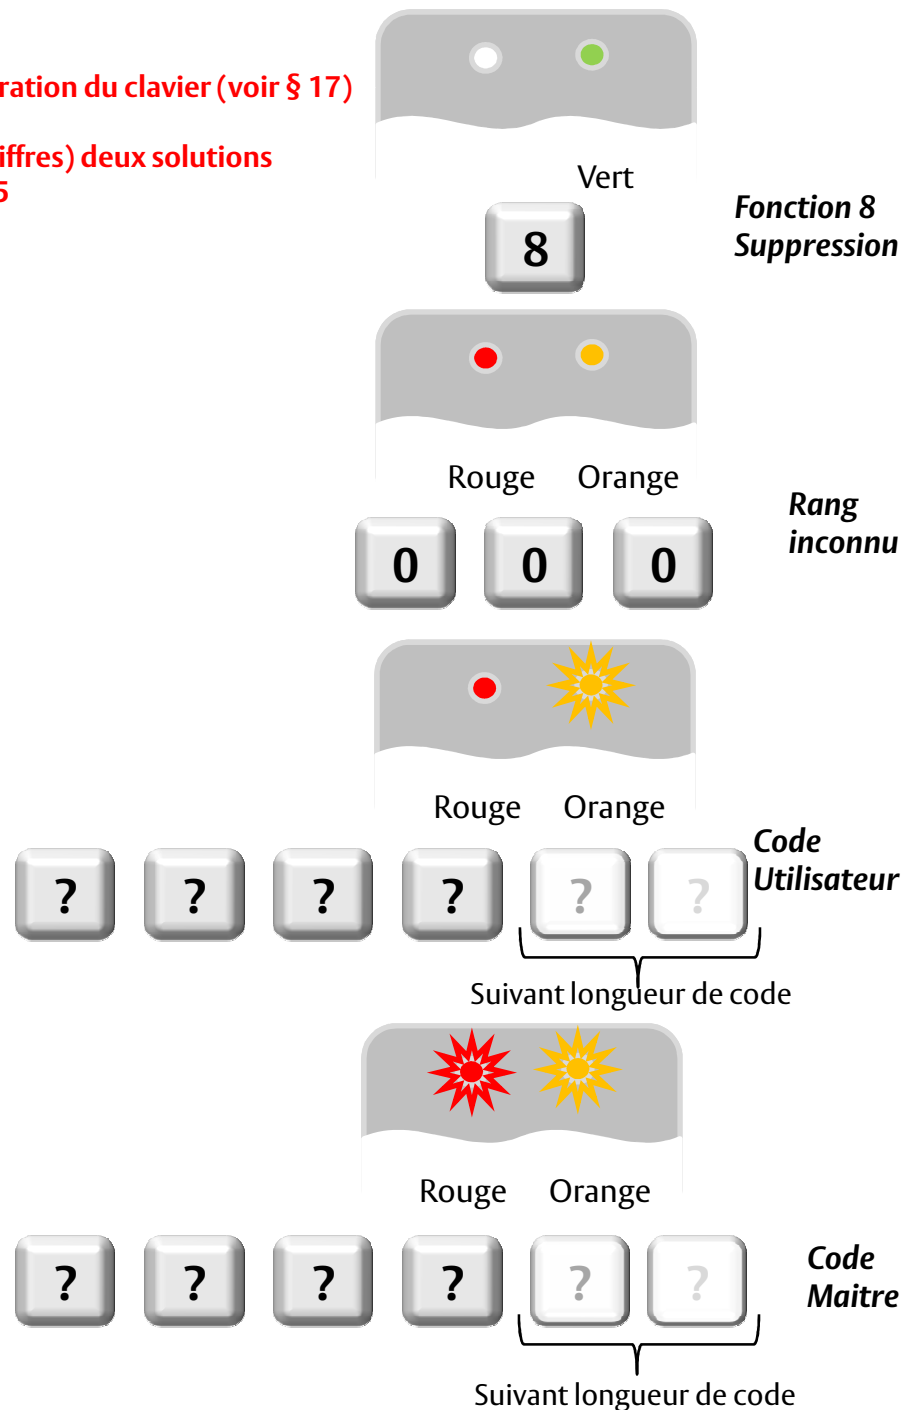 ration du clavier (voir § 17)
iffres) deux solutions
5
Vert
8
Fonction 8
Suppression
Rouge Orange
Rang
inconnu
0 0 0
Rouge Orange
Code
Utilisateur
? ? ? ? ? ?
Suivant longueur de code
Rouge Orange
? ? ? ? ? ?
Code
Maitre
Suivant longueur de code